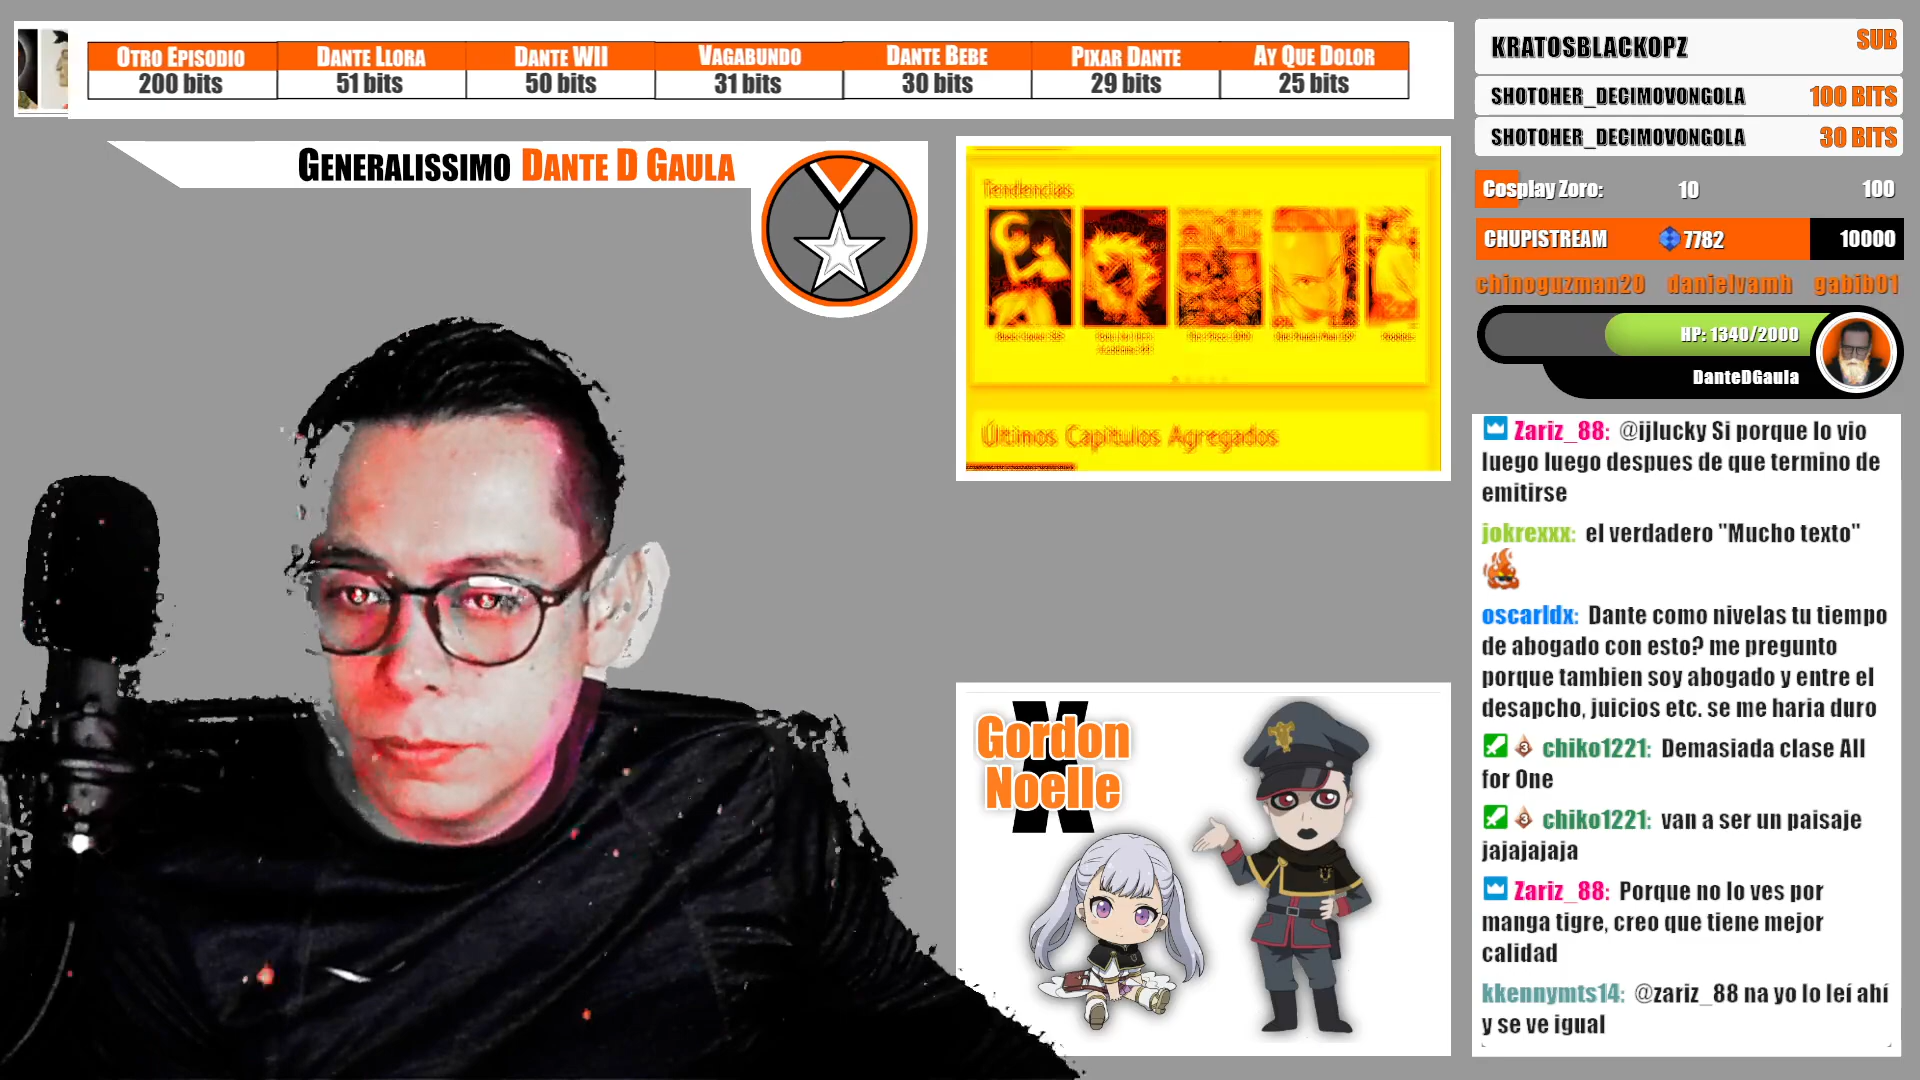 OTRO EPISODIO DANTE LLORA DANTE WII VAGABUNDO DANTE BEBE PIXAR DANTE AY QUE DOLOR
200 bits 51 bits 50 bits 31 bits 30 bits 29 bits 25 bits
GENERALISSIMO DANTE D GAULA
Tendencias
Últimos Capitulos Agregados
Gordon
X
Noelle
KRATOSBLACKOPZ SUB
SHOTOHER_DECIMOVONGOLA 100 BITS
SHOTOHER_DECIMOVONGOLA 30 BITS
Cosplay Zoro: 10 100
CHUPISTREAM 7782 10000
chinoguzman20 danielvamh gabib01
HP: 1340/2000
DanteDGaula
Zariz_88: @ijlucky Si porque lo vio
luego luego despues de que termino de
emitirse
jokrexxx: el verdadero "Mucho texto"
oscarldx: Dante como nivelas tu tiempo
de abogado con esto? me pregunto
porque tambien soy abogado y entre el
desapcho, juicios etc. se me haria duro
3 chiko1221: Demasiada clase All
for One
3 chiko1221: van a ser un paisaje
jajajajaja
Zariz_88: Porque no lo ves por
manga tigre, creo que tiene mejor
calidad
kkennymts14: @zariz_88 na yo lo leí ahí
y se ve igual